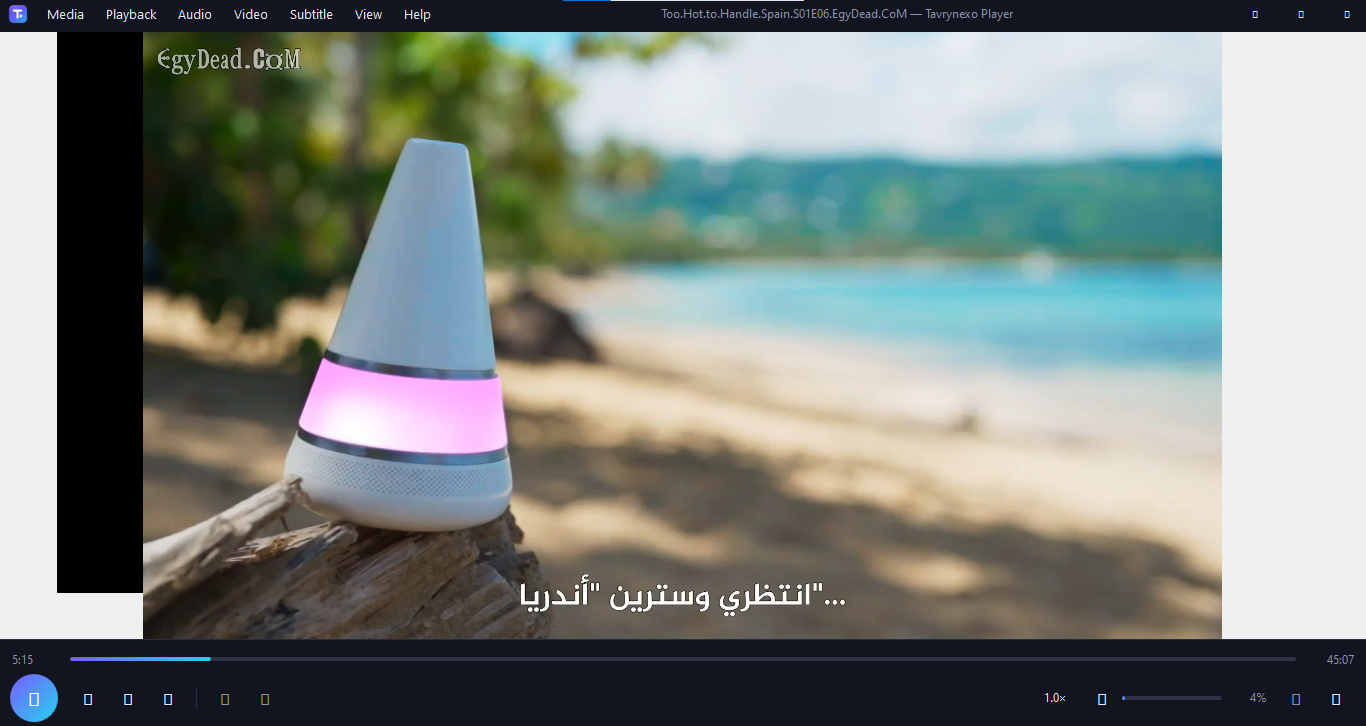 Media Playback Audio Video Subtitle View Help
Too.Hot.to.Handle.Spain.S01E06.EgyDead.CoM — Tavrynexo Player
EgyDead.CoM
انتظري وسترين "أندريا"...
5:15
45:07
1.0×
4%